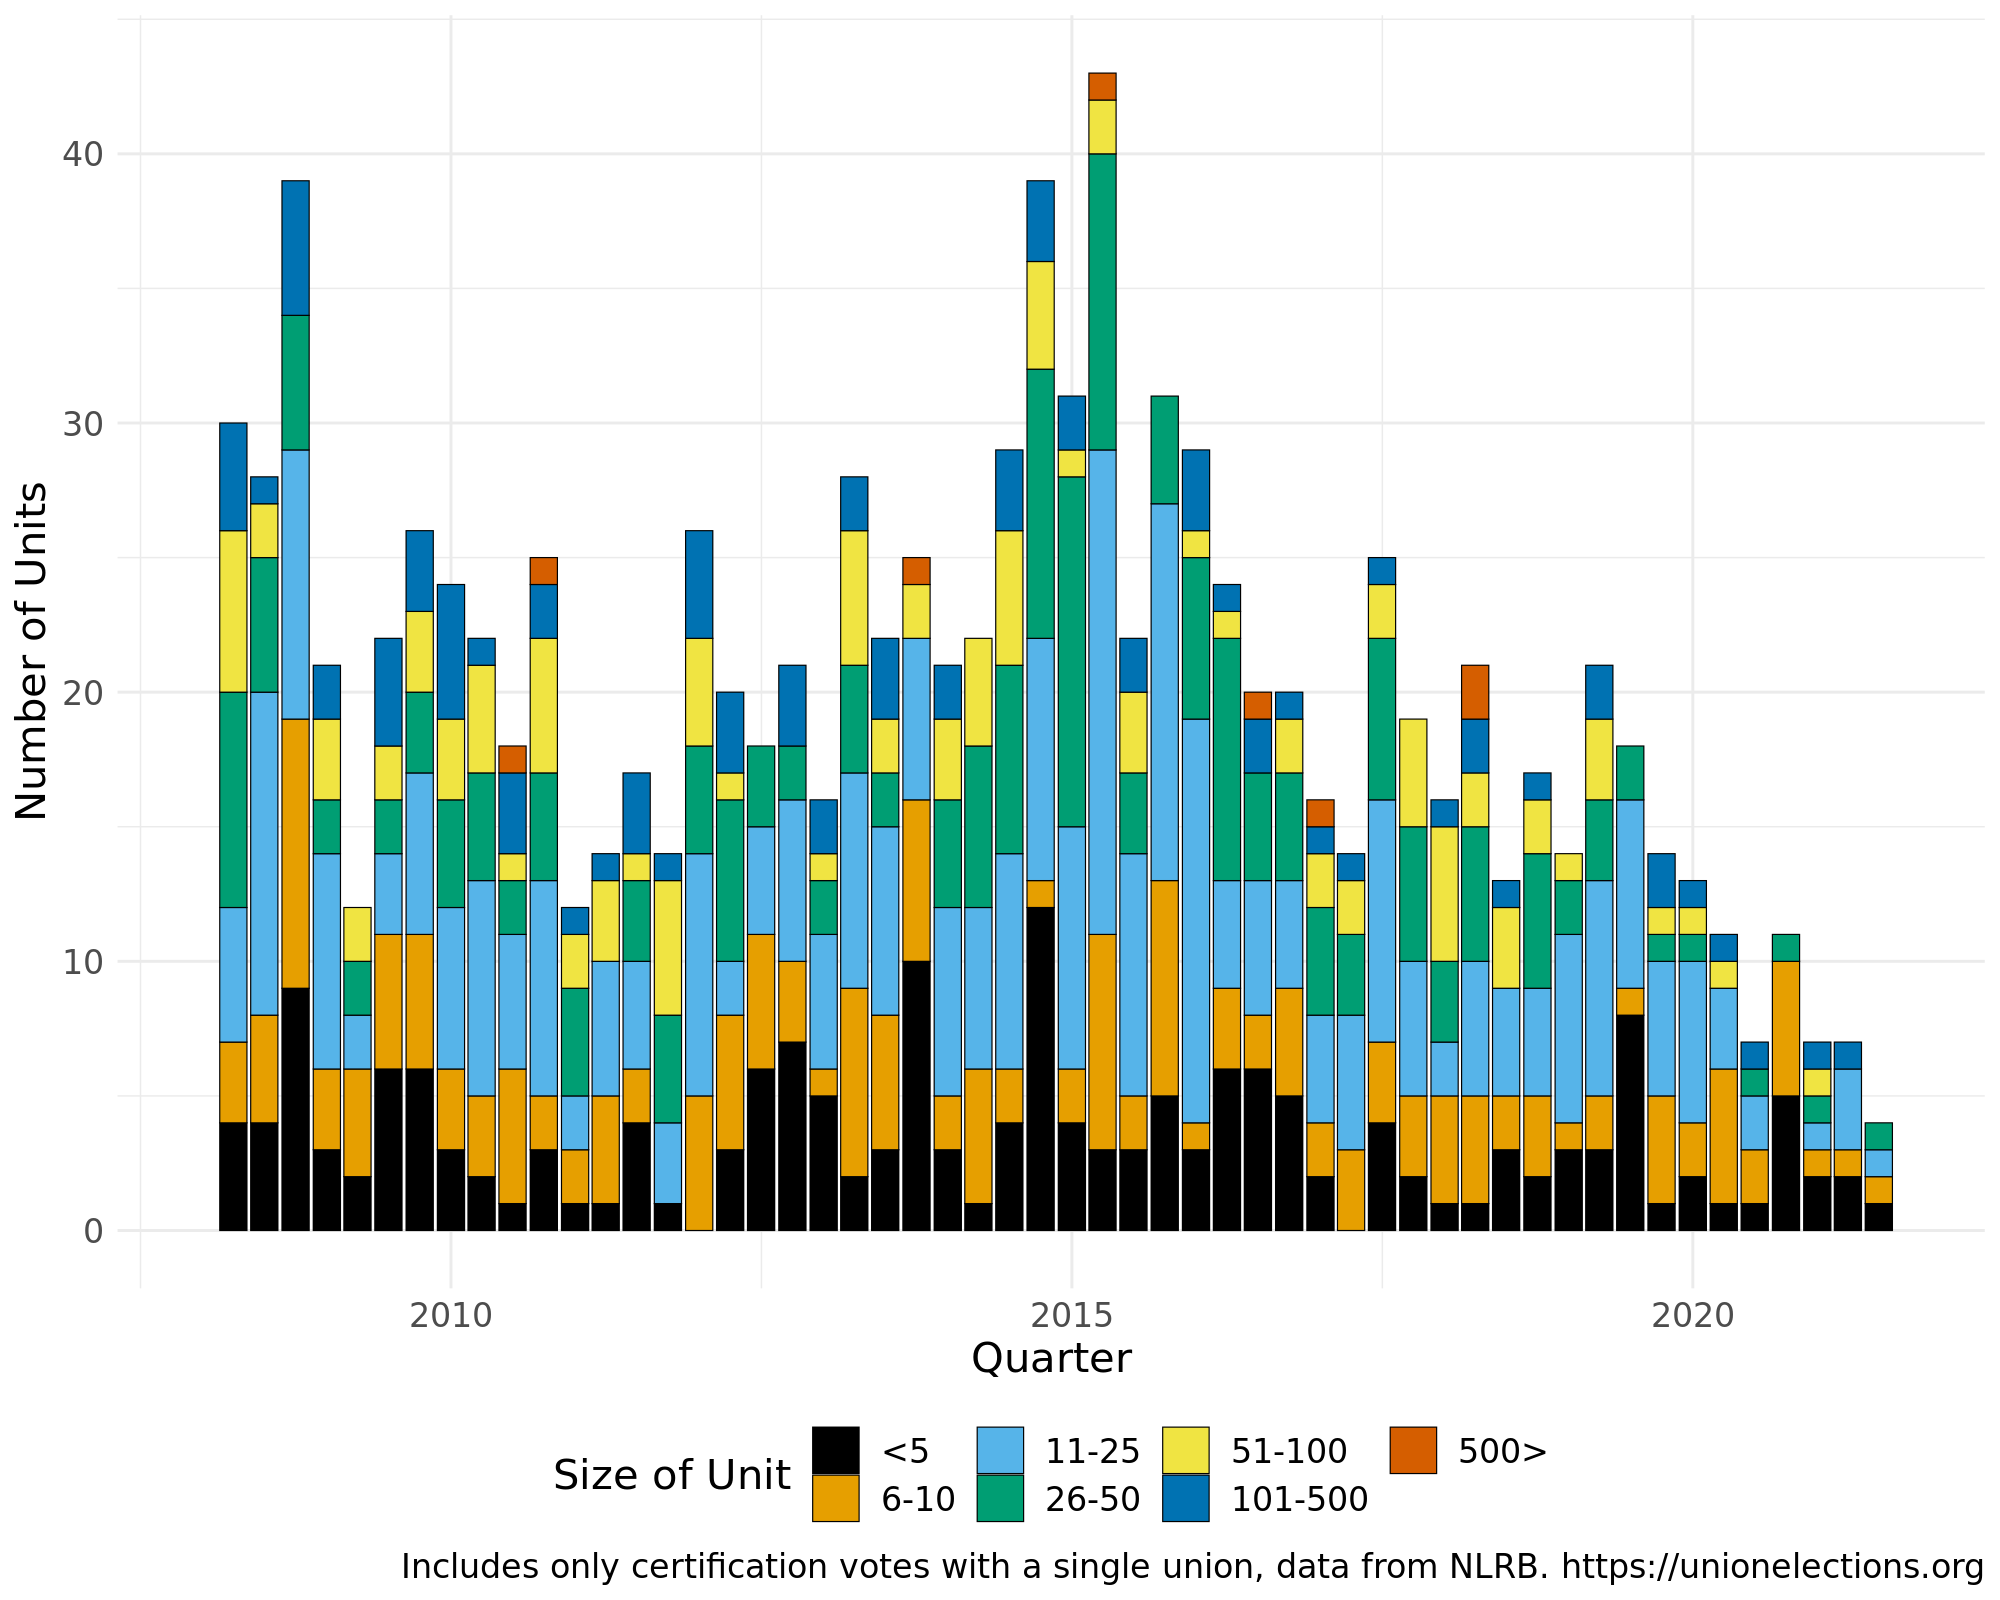 Number of Units
40
30
20
10
0
2010 2015 2020
Quarter
Size of Unit
<5 11-25 51-100 500>
6-10 26-50 101-500
Includes only certification votes with a single union, data from NLRB. https://unionelections.org